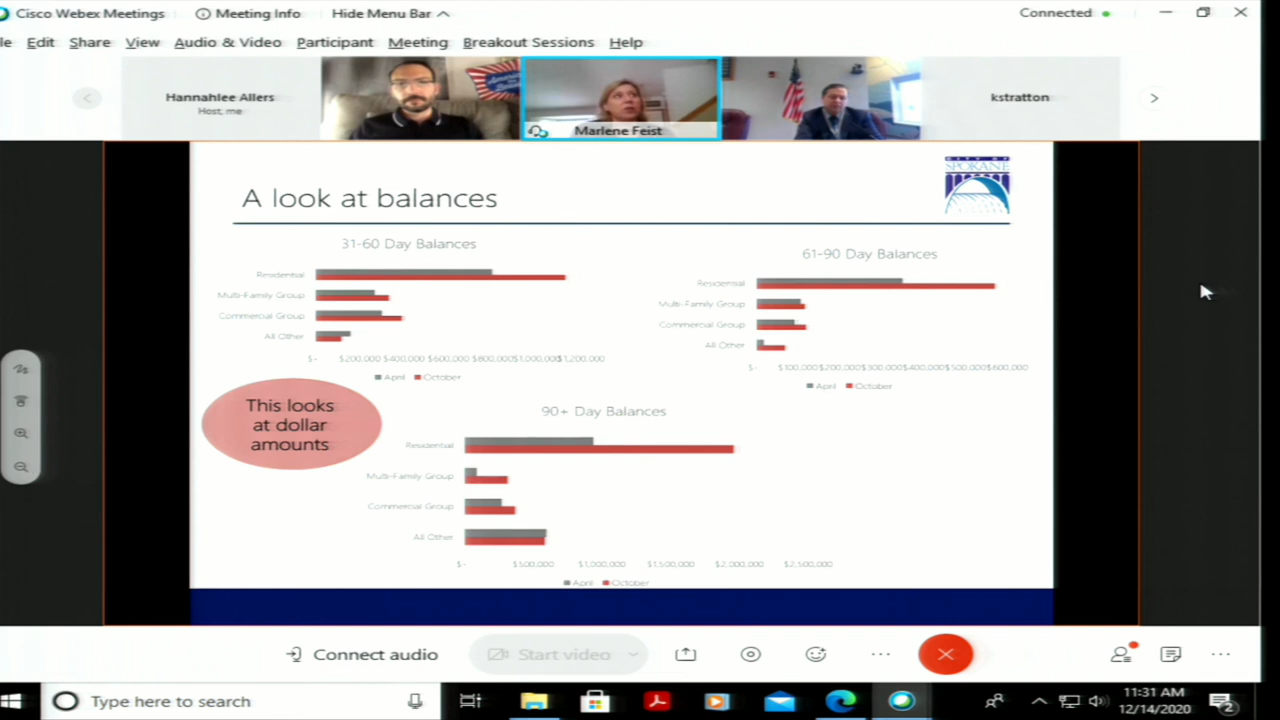 Cisco Webex Meetings
Meeting Info
Hide Menu Bar
Connected
le Edit Share View Audio & Video Participant Meeting Breakout Sessions Help
Hannahlee Allers
Host, me
Marlene Feist
kstratton
CITY OF
SPOKANE
A look at balances
31-60 Day Balances
Residential
Multi-Family Group
Commercial Group
All Other
$- $200,000 $400,000 $600,000 $800,000 $1,000,000 $1,200,000
April October
61-90 Day Balances
Residential
Multi-Family Group
Commercial Group
All Other
$- $100,000 $200,000 $300,000 $400,000 $500,000 $600,000
April October
This looks
at dollar
amounts
90+ Day Balances
Residential
Multi-Family Group
Commercial Group
All Other
$- $500,000 $1,000,000 $1,500,000 $2,000,000 $2,500,000
April October
Connect audio
Start video
Type here to search
11:31 AM
12/14/2020
2